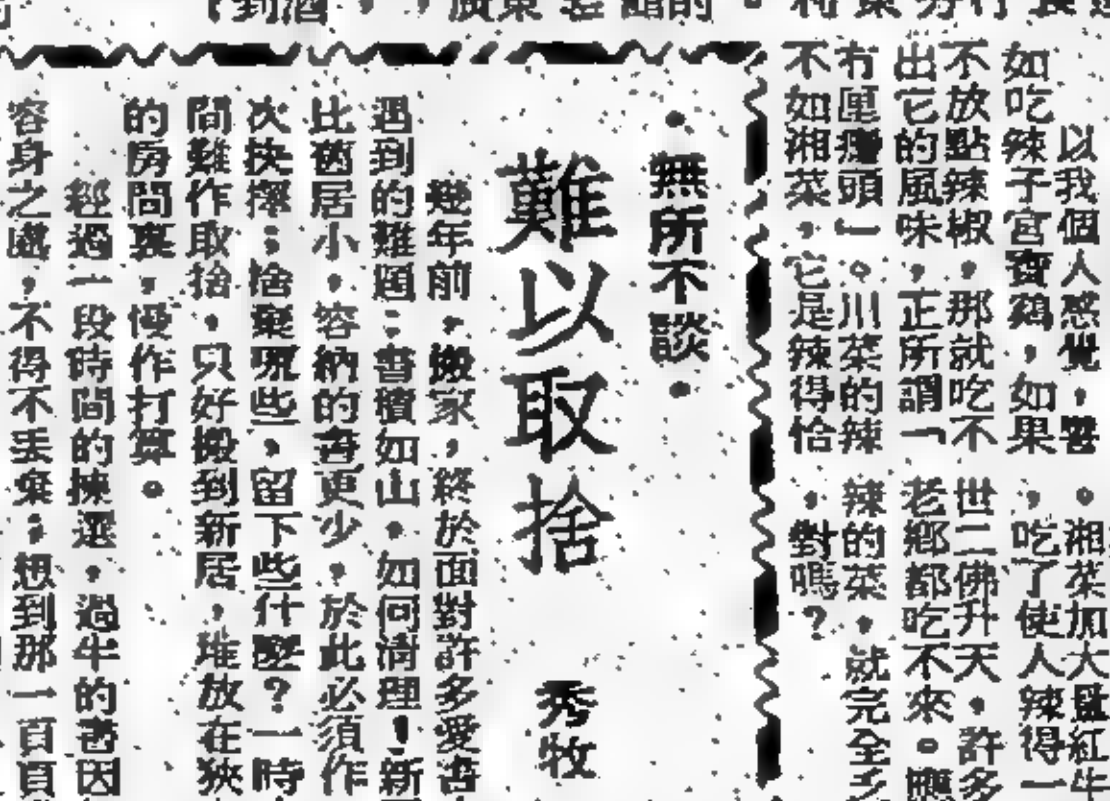 以我個人感覺，
。湘菜加大
如吃辣子宮寶鷄，如果
，吃了使人辣得一
不放點辣椒，那就吃不
世二佛升天。許多
出它的風味，正所謂「
老鄉都吃不來。
頭」。川菜的辣
辣的菜，就完全
不如湘菜，它是辣得恰
，對嗎？
•無所不談•
難以取捨
秀牧
幾年前，搬家，終於面對許多愛書
遇到的難題：書積如山，如何清理！新
比舊居小，容納的書更少，於此必須作
次抉擇：捨棄那些，留下些什麼？一時
間難作取捨，只好搬到新居，堆放在狹
的房間裏，慢作打算。
經過一段時間的揀選，過半的書因
容身之處，不得不丢棄；想到那一頁頁